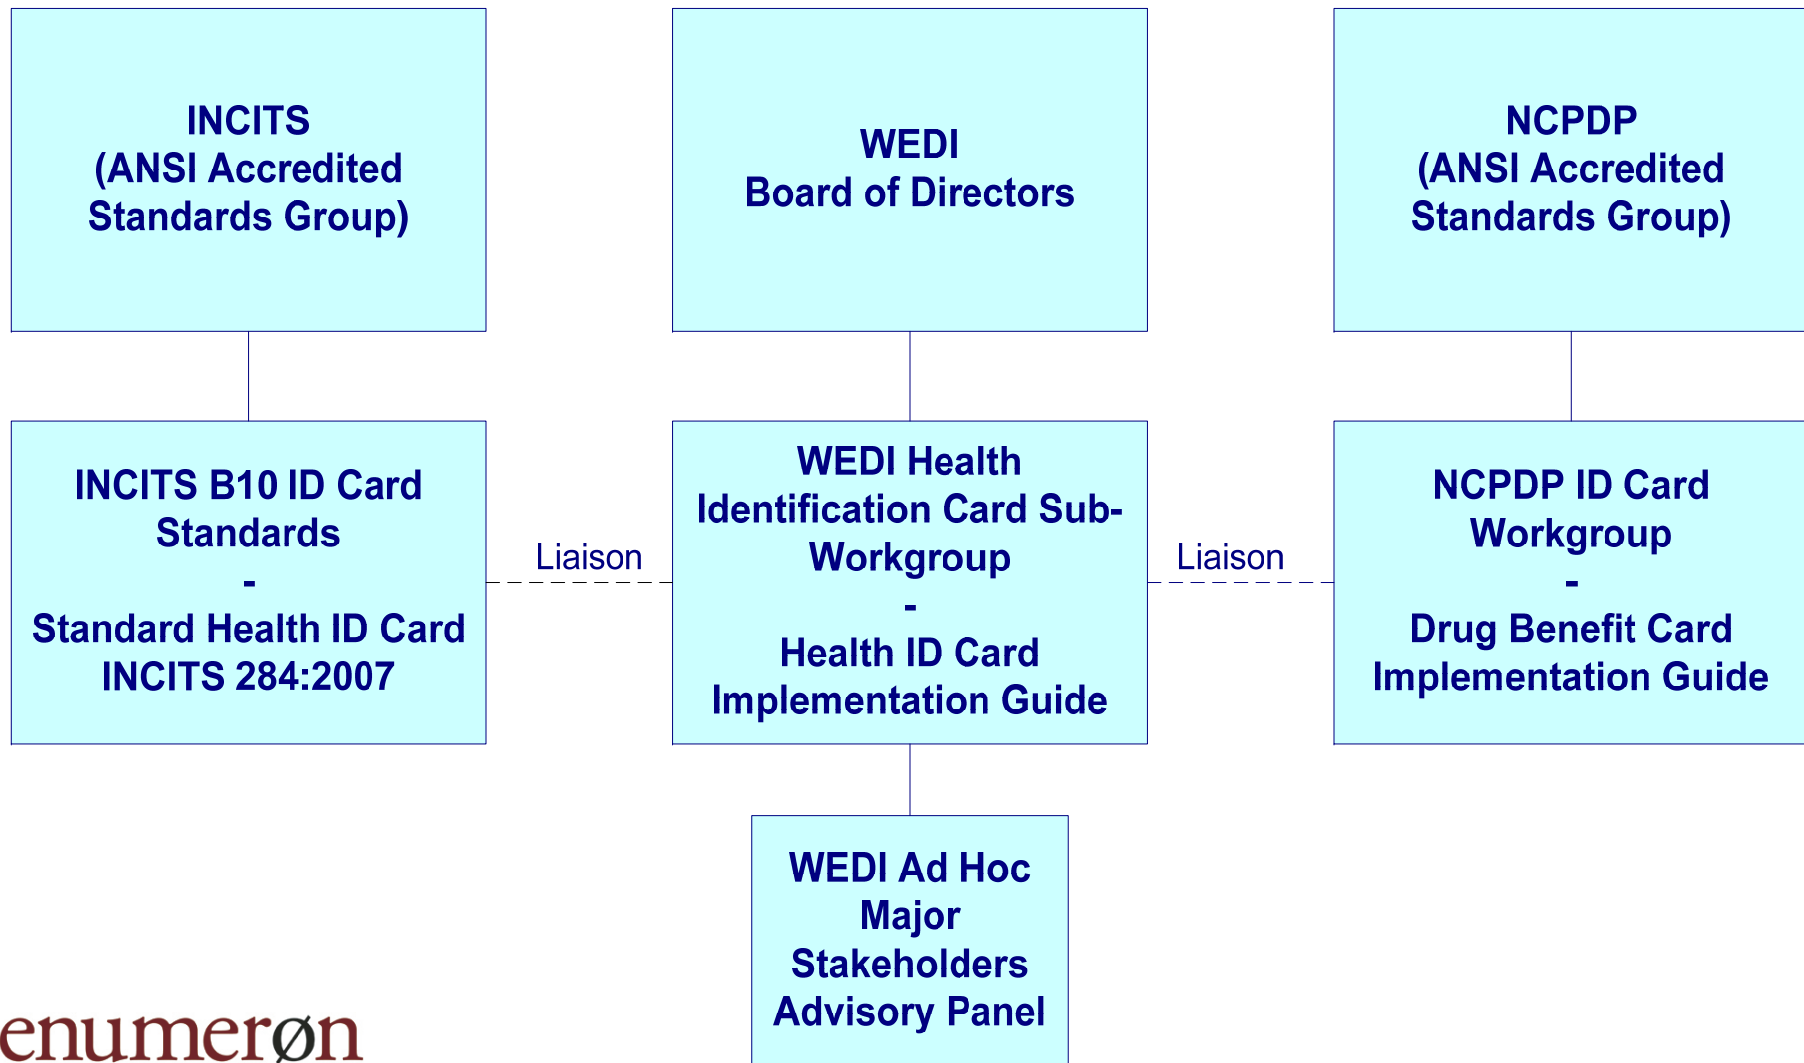 INCITS
(ANSI Accredited
Standards Group)
WEDI
Board of Directors
NCPDP
(ANSI Accredited
Standards Group)
INCITS B10 ID Card
Standards
-
Standard Health ID Card
INCITS 284:2007
Liaison
WEDI Health
Identification Card Sub-
Workgroup
-
Health ID Card
Implementation Guide
Liaison
NCPDP ID Card
Workgroup
-
Drug Benefit Card
Implementation Guide
WEDI Ad Hoc
Major
Stakeholders
Advisory Panel
enumerøn